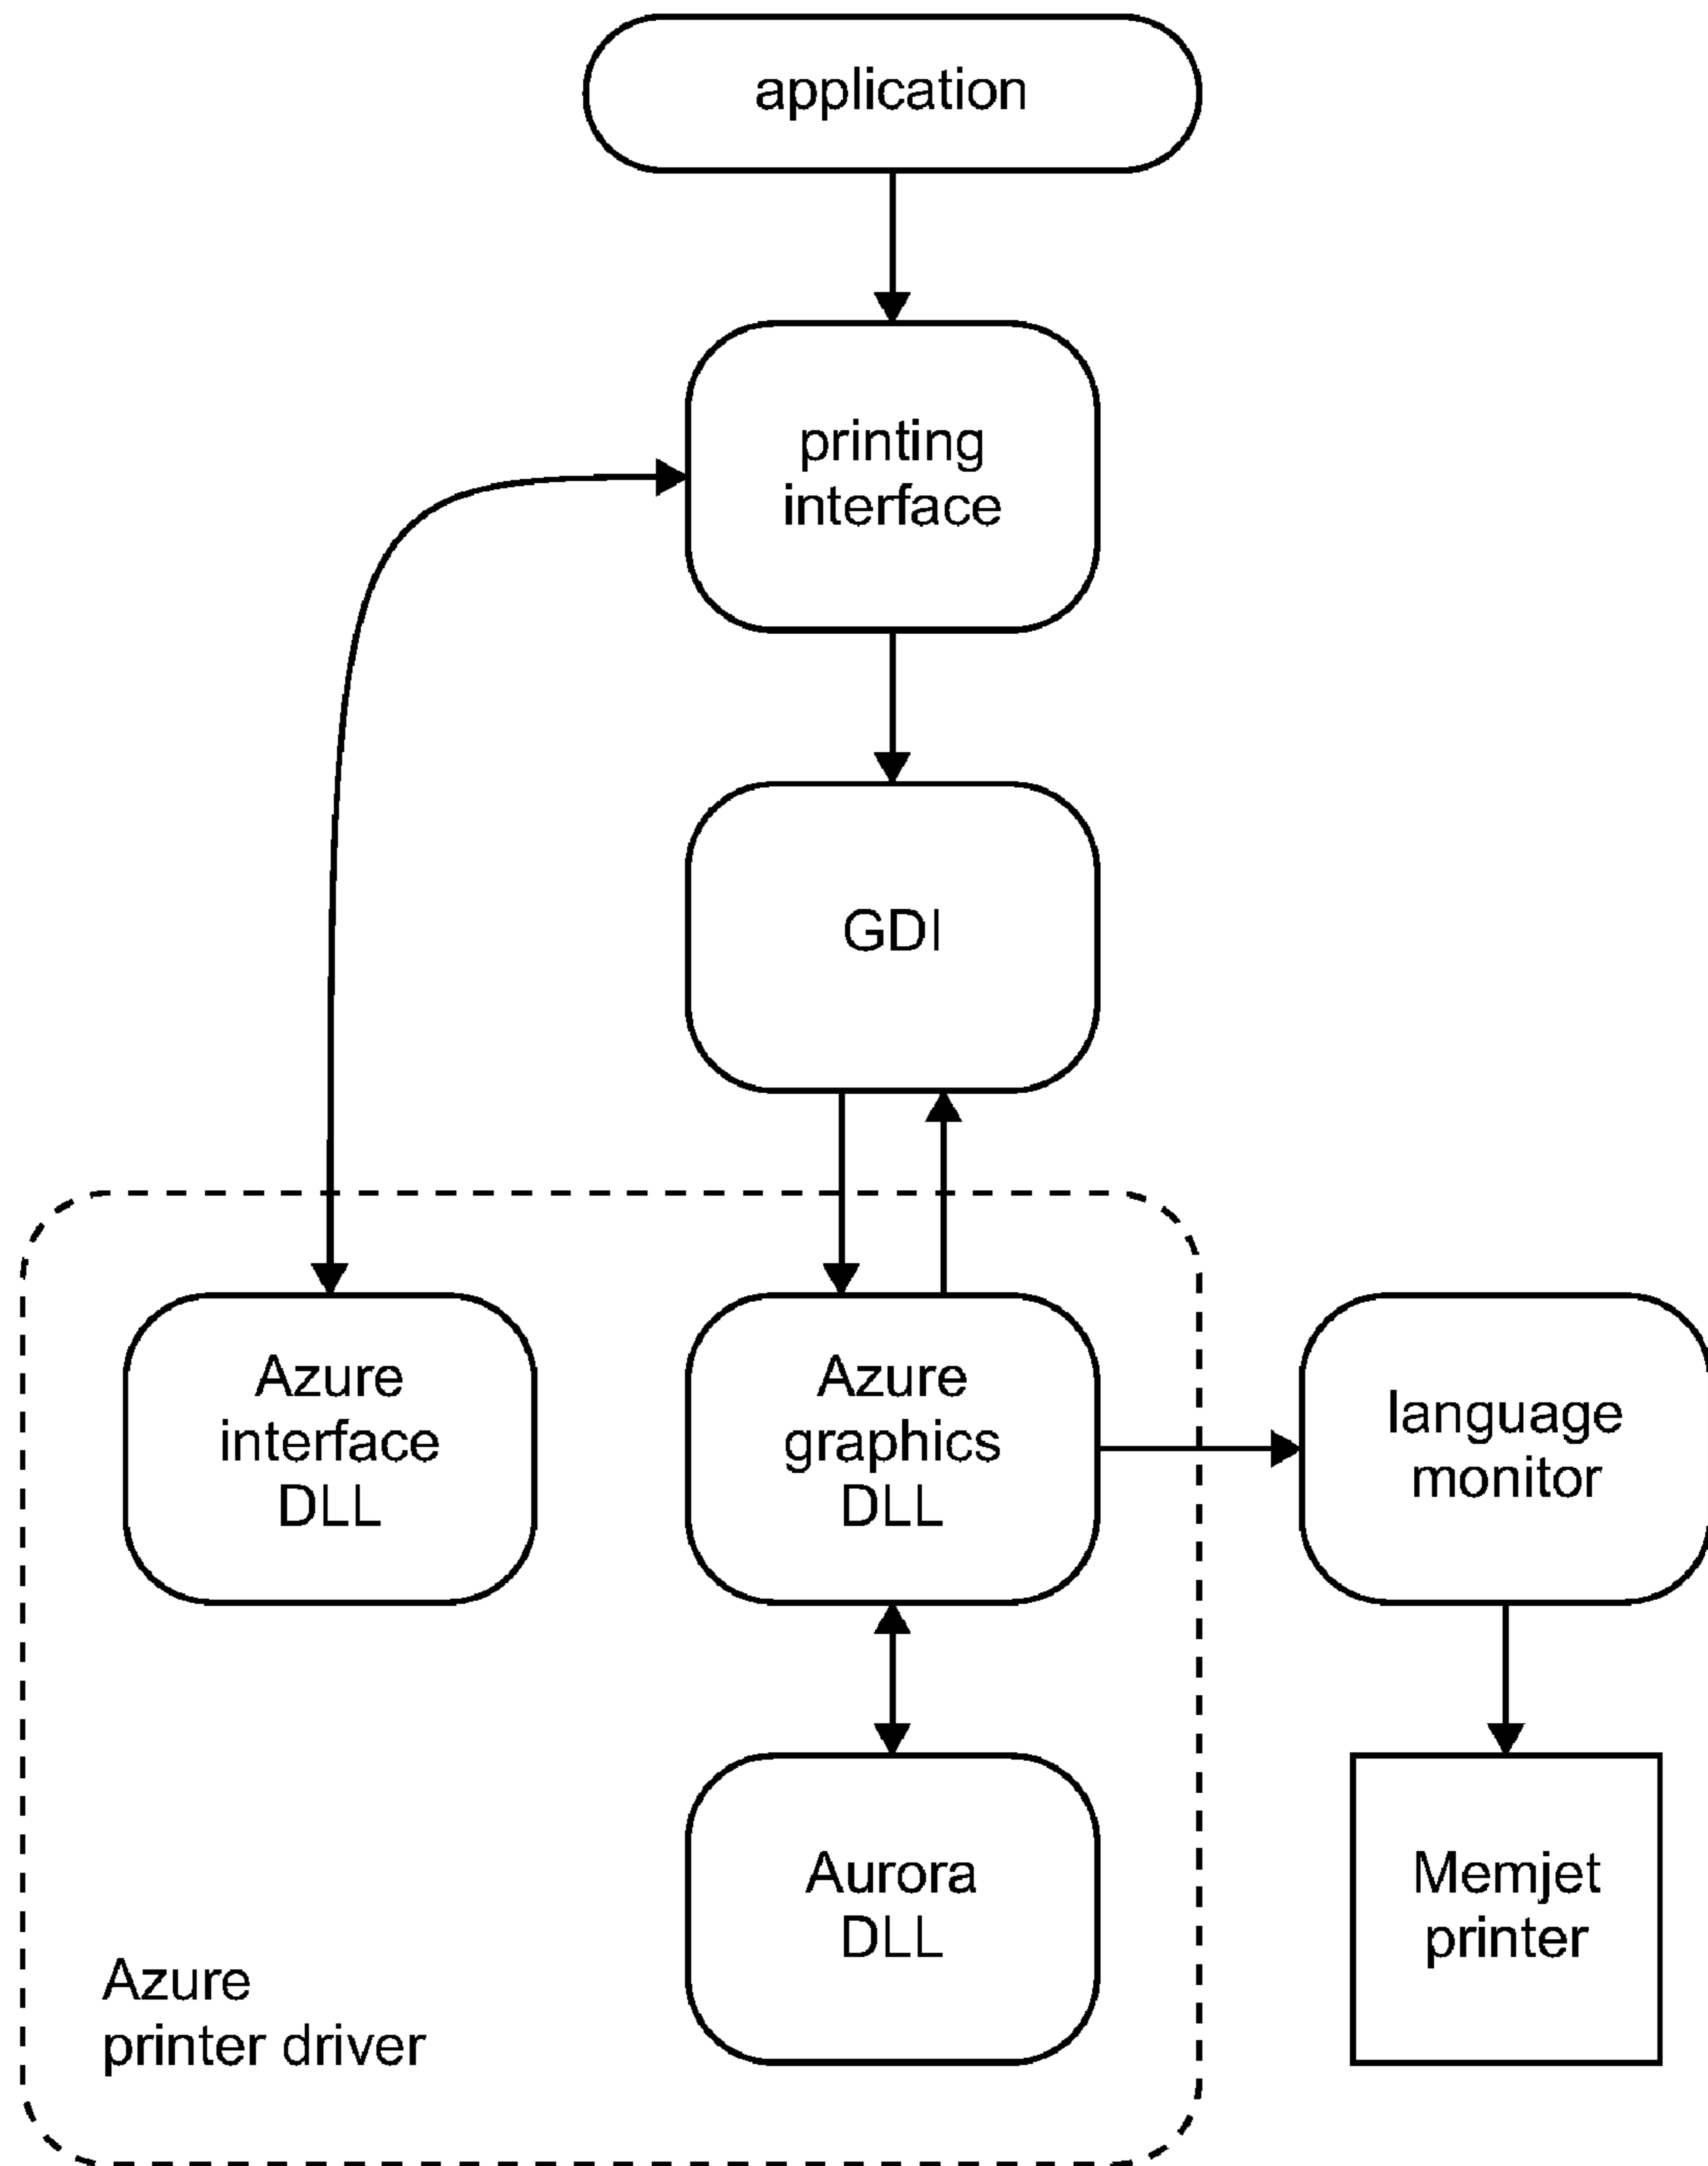 application
printing
interface
GDI
Azure
interface
DLL
Azure
graphics
DLL
language
monitor
Aurora
DLL
Memjet
printer
Azure
printer driver